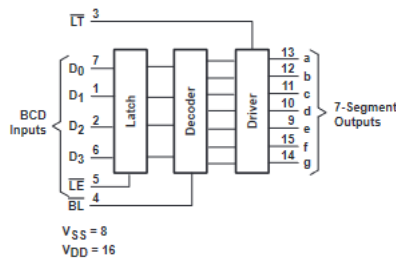 LT 3
D0 7
D1 1
D2 2
D3 6
LE 5
BL 4
BCD
Inputs
Latch
Decoder
Driver
13 a
12 b
11 c
10 d
9 e
15 f
14 g
7-Segment
Outputs
VSS = 8
VDD = 16